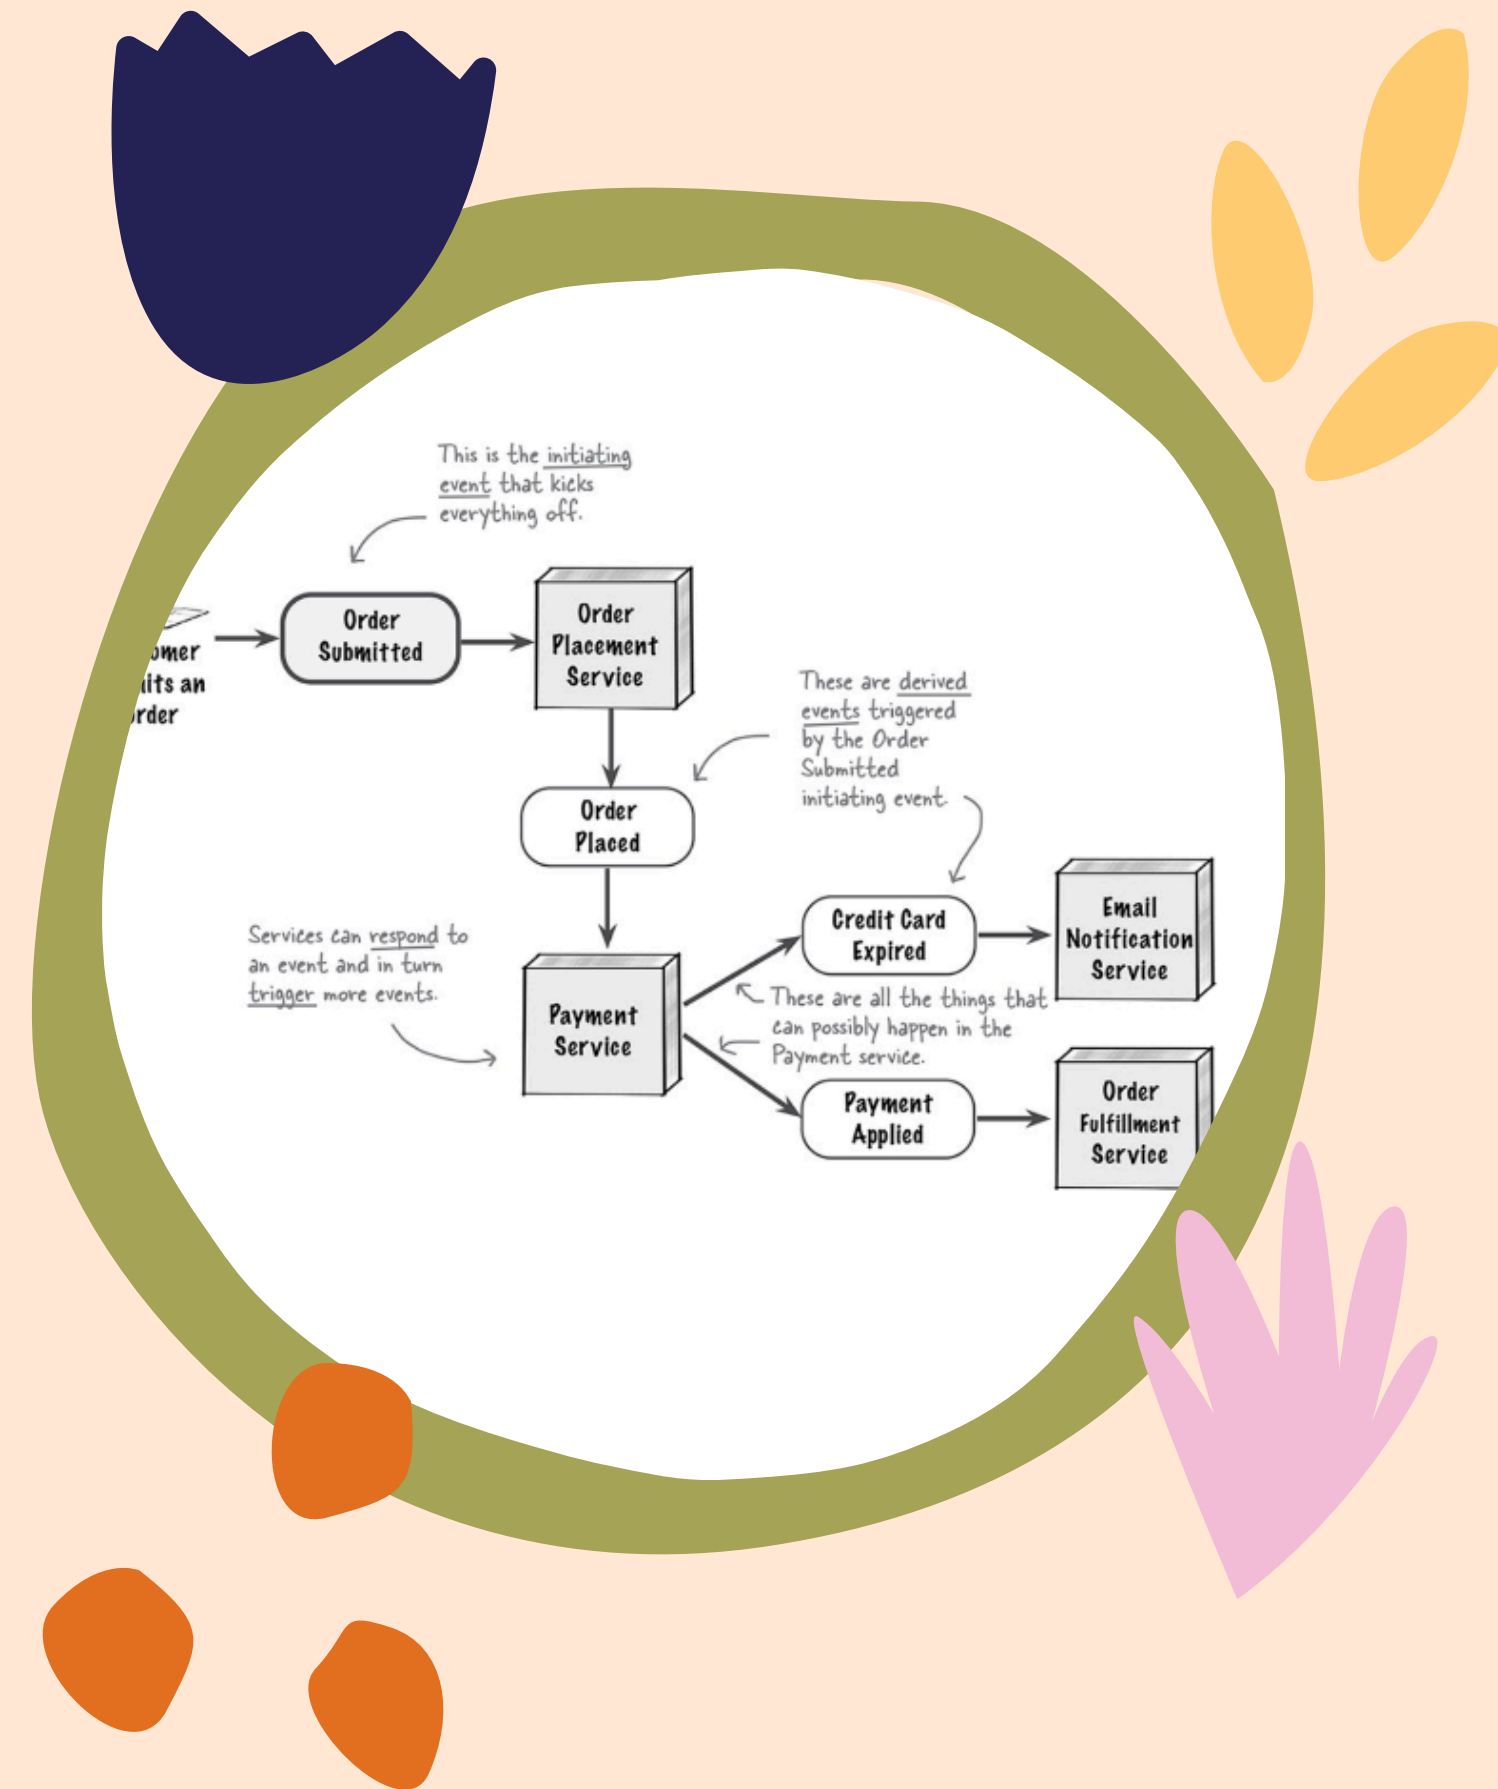 This is the initiating
event that kicks
everything off.
Order
Submitted
Order
Placement
Service
omer
its an
rder
These are derived
events triggered
by the Order
Submitted
initiating event.
Order
Placed
Services can respond to
an event and in turn
trigger more events.
Payment
Service
Credit Card
Expired
Email
Notification
Service
These are all the things that
can possibly happen in the
Payment service.
Payment
Applied
Order
Fulfillment
Service